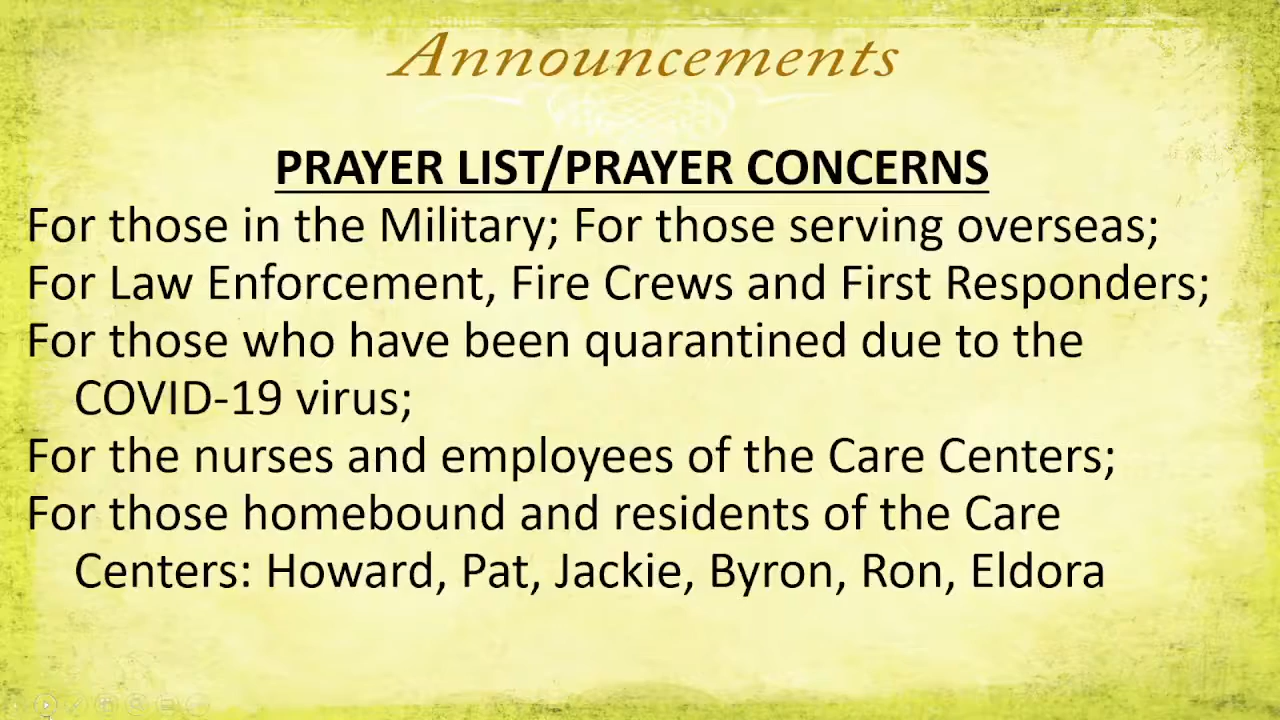 Announcements
PRAYER LIST/PRAYER CONCERNS
For those in the Military; For those serving overseas;
For Law Enforcement, Fire Crews and First Responders;
For those who have been quarantined due to the
COVID-19 virus;
For the nurses and employees of the Care Centers;
For those homebound and residents of the Care
Centers: Howard, Pat, Jackie, Byron, Ron, Eldora